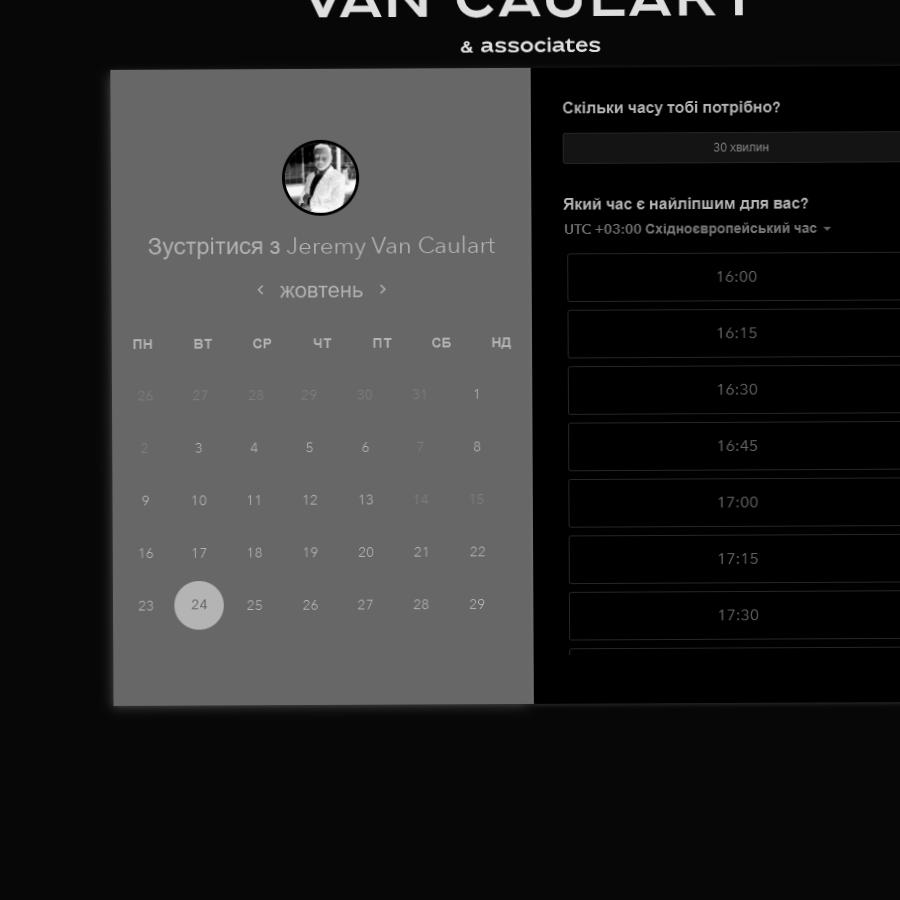 VAN CAULART
& associates
Зустрітися з Jeremy Van Caulart
жовтень
ПН ВТ СР ЧТ ПТ СБ НД
26 27 28 29 30 31 1
2 3 4 5 6 7 8
9 10 11 12 13 14 15
16 17 18 19 20 21 22
23 24 25 26 27 28 29
Скільки часу тобі потрібно?
30 хвилин
Який час є найліпшим для вас?
UTC +03:00 Східноєвропейський час
16:00
16:15
16:30
16:45
17:00
17:15
17:30